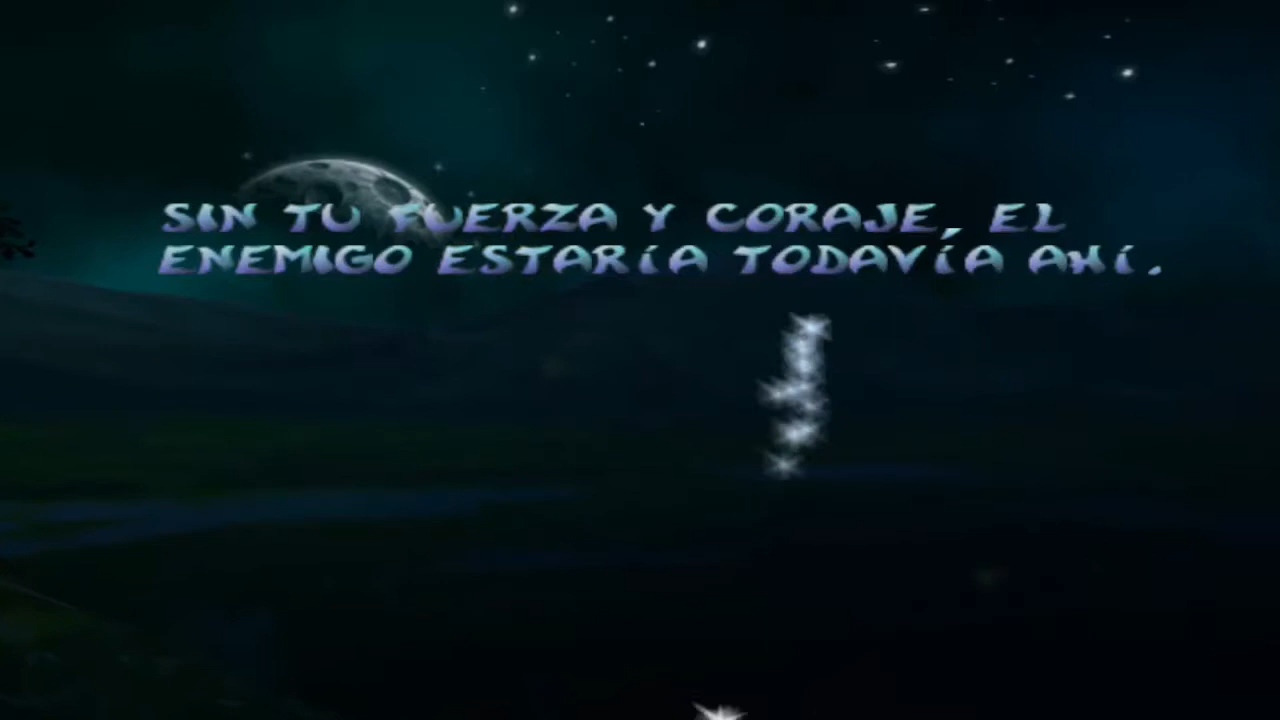 SIN TU FUERZA Y CORAJE, EL
ENEMIGO ESTARÍA TODAVÍA AHÍ.